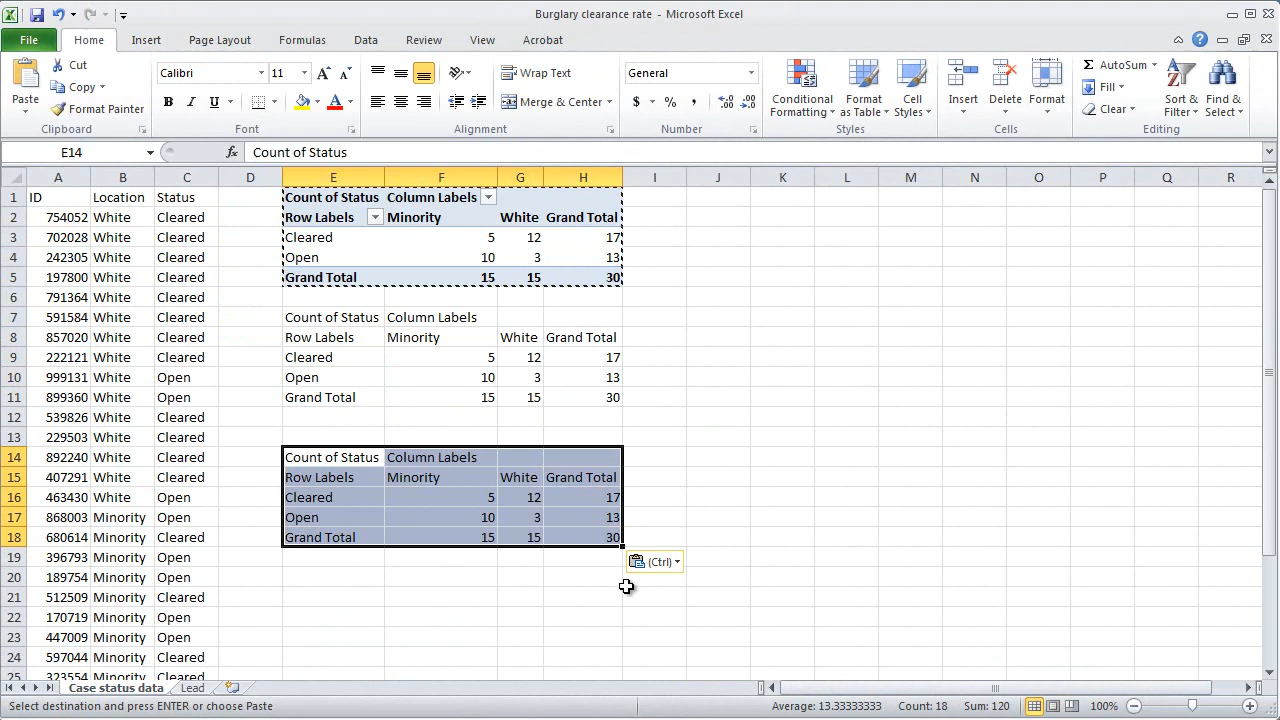 Burglary clearance rate - Microsoft Excel
File Home Insert Page Layout Formulas Data Review View Acrobat
Cut
Copy
Format Painter
Paste
Calibri 11
B I U
A A
A
Wrap Text
Merge & Center
General
$ % ,
Conditional Formatting
Format as Table
Cell Styles
Insert Delete Format
Σ AutoSum
Fill
Clear
Sort & Filter
Find & Select
Clipboard Font Alignment Number Styles Cells Editing
E14 fx Count of Status
A B C D E F G H I J K L M N O P Q R
1 ID Location Status Count of Status Column Labels
2 754052 White Cleared Row Labels Minority White Grand Total
3 702028 White Cleared Cleared 5 12 17
4 242305 White Cleared Open 10 3 13
5 197800 White Cleared Grand Total 15 15 30
6 791364 White Cleared
7 591584 White Cleared Count of Status Column Labels
8 857020 White Cleared Row Labels Minority White Grand Total
9 222121 White Cleared Cleared 5 12 17
10 999131 White Open Open 10 3 13
11 899360 White Open Grand Total 15 15 30
12 539826 White Cleared
13 229503 White Cleared
14 892240 White Cleared Count of Status Column Labels
15 407291 White Cleared Row Labels Minority White Grand Total
16 463430 White Open Cleared 5 12 17
17 868003 Minority Open Open 10 3 13
18 680614 Minority Cleared Grand Total 15 15 30
19 396793 Minority Open (Ctrl)
20 189754 Minority Open
21 512509 Minority Cleared
22 170719 Minority Open
23 447009 Minority Open
24 597044 Minority Cleared
25 323554 Minority Cleared
Case status data Lead
Select destination and press ENTER or choose Paste Average: 13.33333333 Count: 18 Sum: 120 100%